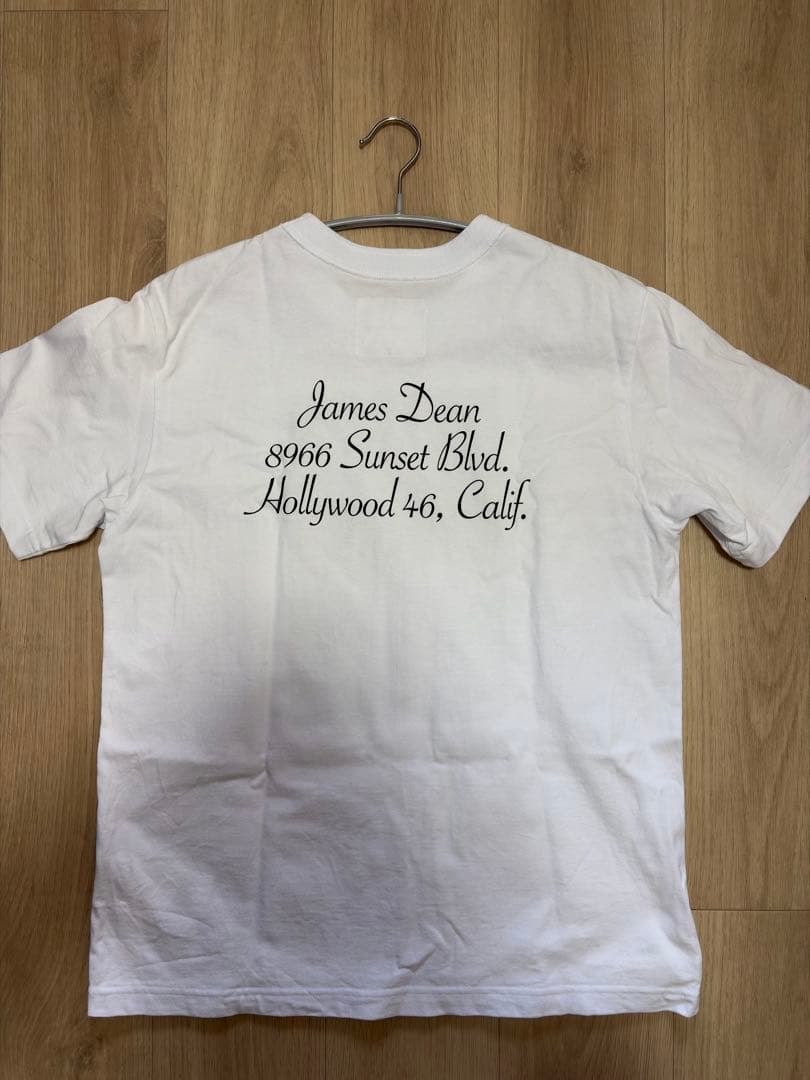 James Dean
8966 Sunset Blvd.
Hollywood 46, Calif.